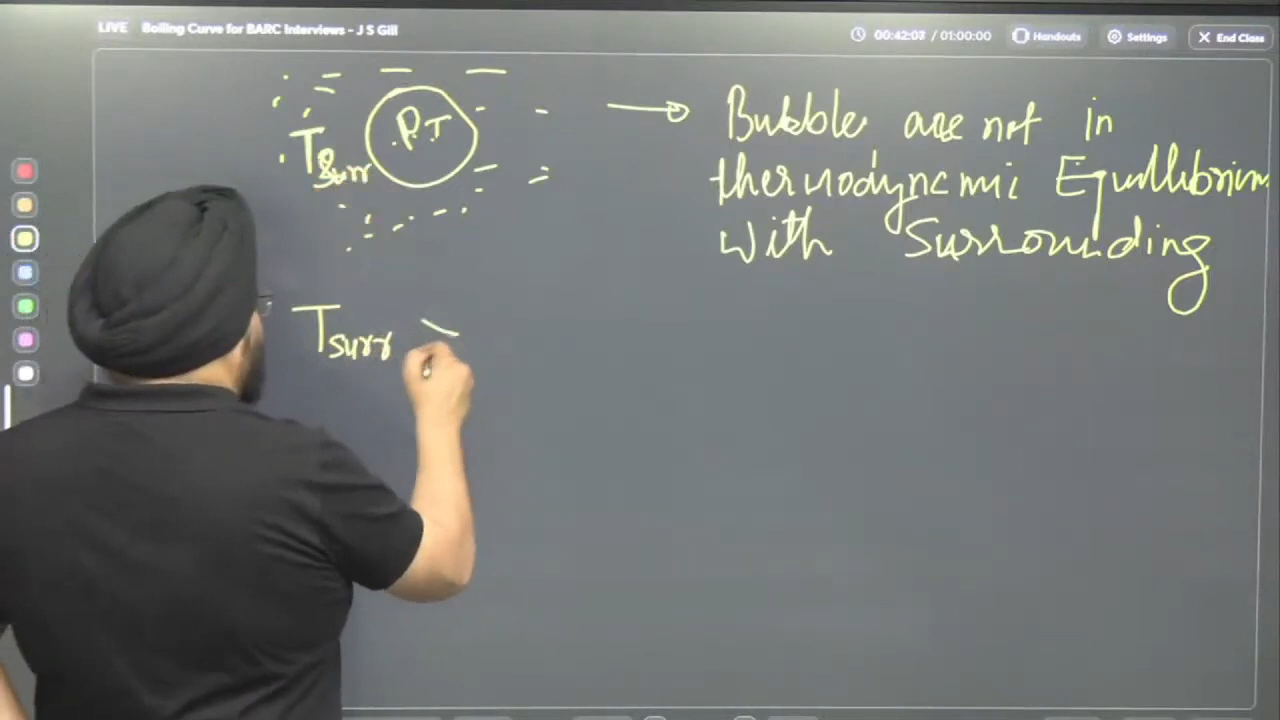 LIVE Boiling Curve for BARC Interviews - J S Gill
00:42:07 / 01:00:00
Handouts
Settings
X End Class
P.T
Tsurr
Bubble are not in
thermodynamic Equilibrium
with Surrounding
Tsurr >